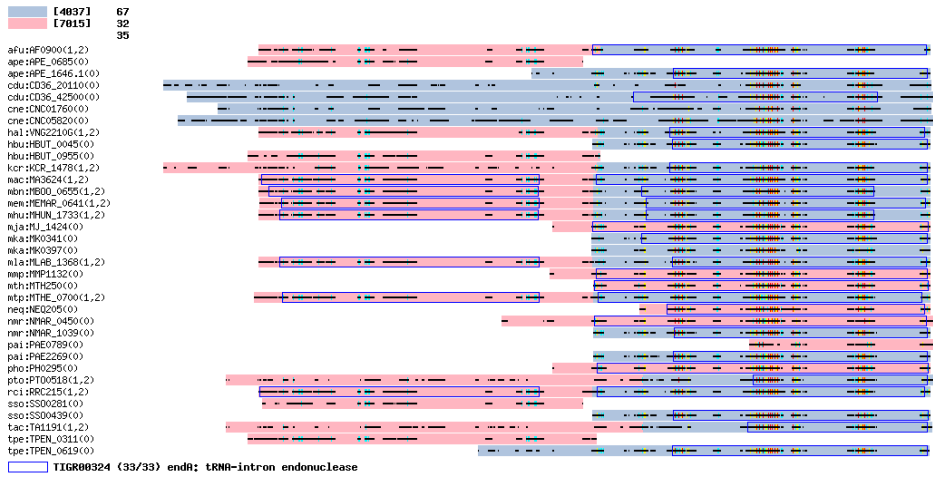 [4037] 67
[7015] 32
35
afu:AF0900(1,2)
ape:APE_0685(0)
ape:APE_1646.1(0)
cdu:CD36_20110(0)
cdu:CD36_42500(0)
cne:CNC01760(0)
cne:CNC05820(0)
hal:VNG2210G(1,2)
hbu:HBUT_0045(0)
hbu:HBUT_0955(0)
kcr:KCR_1478(1,2)
mac:MA3624(1,2)
mbn:MBOO_0655(1,2)
mem:MEMAR_0641(1,2)
mhu:MHUN_1733(1,2)
mja:MJ_1424(0)
mka:MK0341(0)
mka:MK0397(0)
mla:MLAB_1368(1,2)
mmp:MMP1132(0)
mth:MTH250(0)
mtp:MTHE_0700(1,2)
neq:NEQ205(0)
nmr:NMAR_0450(0)
nmr:NMAR_1039(0)
pai:PAE0789(0)
pai:PAE2269(0)
pho:PH0295(0)
pto:PTO0518(1,2)
rci:RRC215(1,2)
sso:SSO0281(0)
sso:SSO0439(0)
tac:TA1191(1,2)
tpe:TPEN_0311(0)
tpe:TPEN_0619(0)
TIGR00324 (33/33) endA; tRNA-intron endonuclease